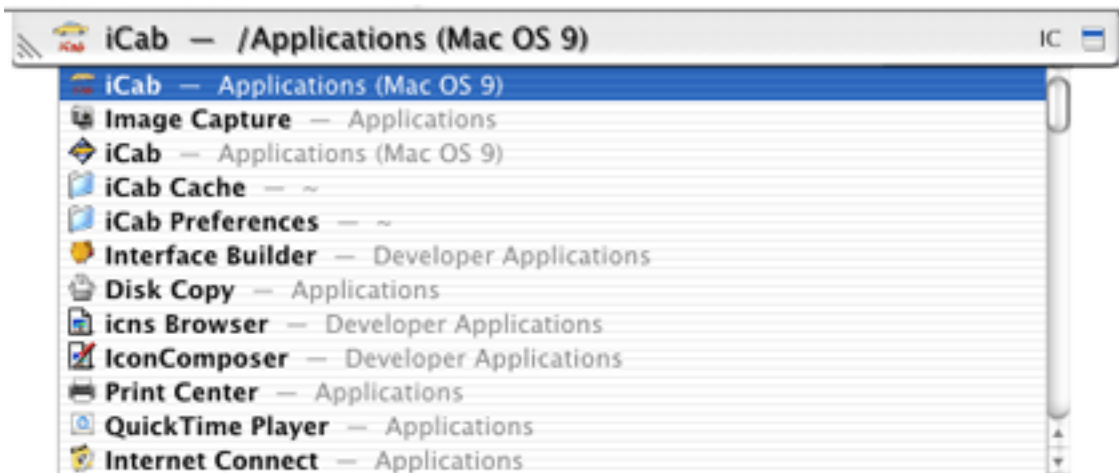 iCab — /Applications (Mac OS 9) IC
iCab — Applications (Mac OS 9)
Image Capture — Applications
iCab — Applications (Mac OS 9)
iCab Cache — ~
iCab Preferences — ~
Interface Builder — Developer Applications
Disk Copy — Applications
icns Browser — Developer Applications
IconComposer — Developer Applications
Print Center — Applications
QuickTime Player — Applications
Internet Connect — Applications